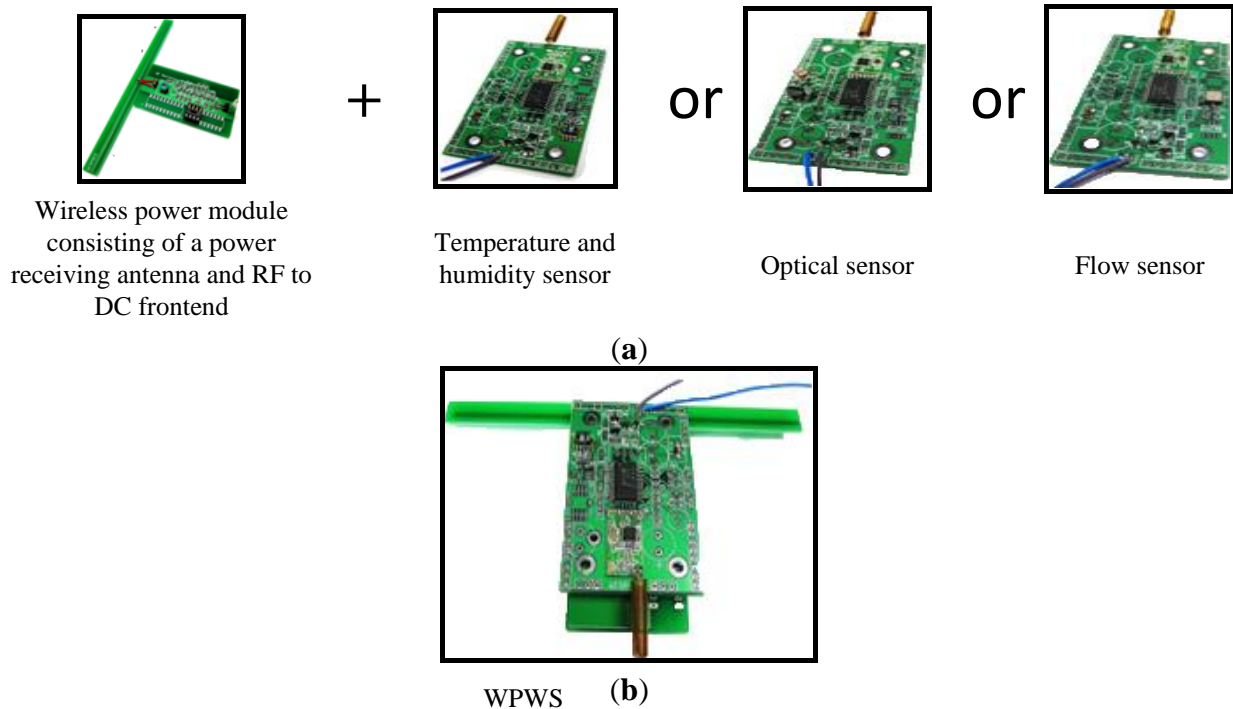 + or or
Wireless power module
consisting of a power
receiving antenna and RF to
DC frontend
Temperature and
humidity sensor
Optical sensor
Flow sensor
(a)
WPWS (b)